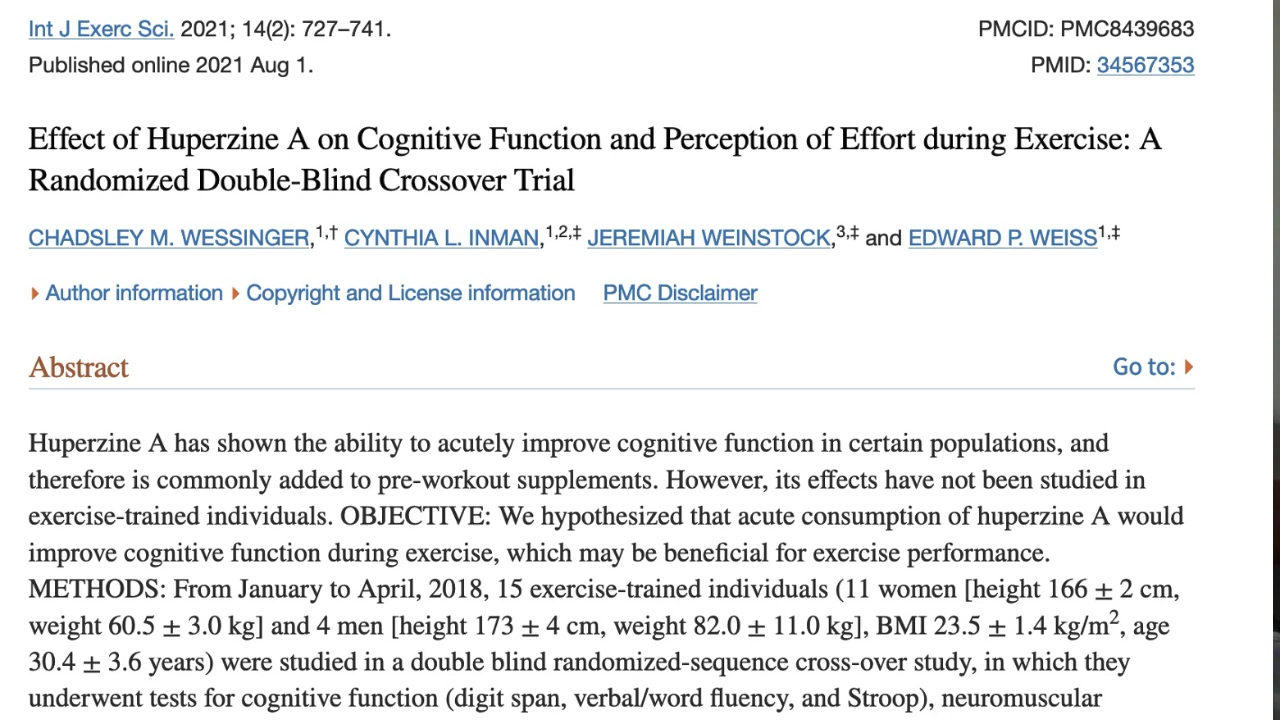 Int J Exerc Sci. 2021; 14(2): 727–741.
PMCID: PMC8439683
Published online 2021 Aug 1.
PMID: 34567353
Effect of Huperzine A on Cognitive Function and Perception of Effort during Exercise: A
Randomized Double-Blind Crossover Trial
CHADSLEY M. WESSINGER,1,† CYNTHIA L. INMAN,1,2,‡ JEREMIAH WEINSTOCK,3,‡ and EDWARD P. WEISS1,‡
Author information Copyright and License information PMC Disclaimer
Abstract
Go to:
Huperzine A has shown the ability to acutely improve cognitive function in certain populations, and
therefore is commonly added to pre-workout supplements. However, its effects have not been studied in
exercise-trained individuals. OBJECTIVE: We hypothesized that acute consumption of huperzine A would
improve cognitive function during exercise, which may be beneficial for exercise performance.
METHODS: From January to April, 2018, 15 exercise-trained individuals (11 women [height 166 ± 2 cm,
weight 60.5 ± 3.0 kg] and 4 men [height 173 ± 4 cm, weight 82.0 ± 11.0 kg], BMI 23.5 ± 1.4 kg/m2, age
30.4 ± 3.6 years) were studied in a double blind randomized-sequence cross-over study, in which they
underwent tests for cognitive function (digit span, verbal/word fluency, and Stroop), neuromuscular